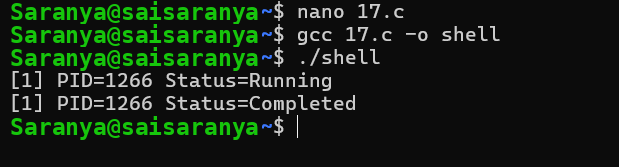 Saranya@saisaranya~$ nano 17.c
Saranya@saisaranya~$ gcc 17.c -o shell
Saranya@saisaranya~$ ./shell
[1] PID=1266 Status=Running
[1] PID=1266 Status=Completed
Saranya@saisaranya~$